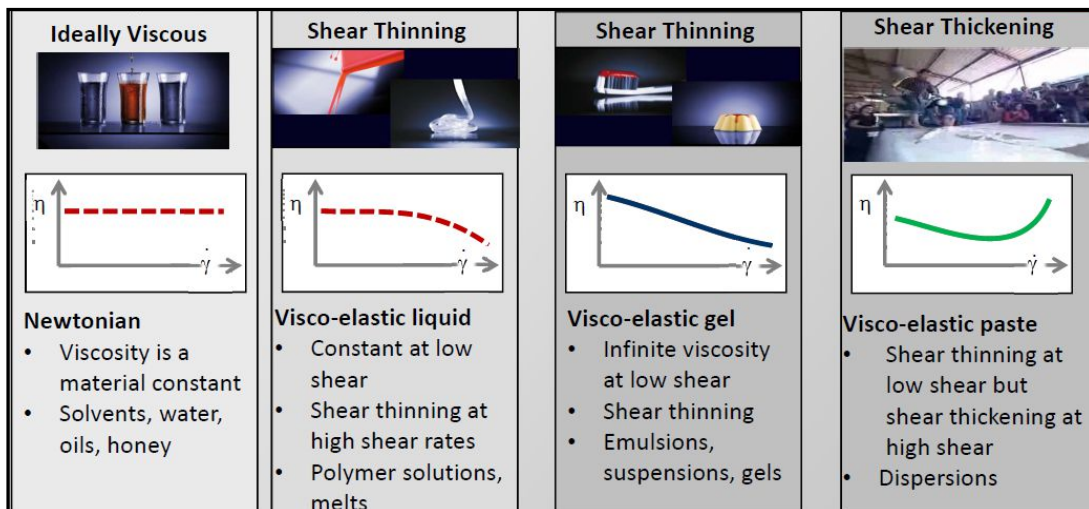 Ideally Viscous
η
γ̇
Newtonian
• Viscosity is a
material constant
• Solvents, water,
oils, honey
Shear Thinning
η
γ̇
Visco-elastic liquid
• Constant at low
shear
• Shear thinning at
high shear rates
• Polymer solutions,
melts
Shear Thinning
η
γ̇
Visco-elastic gel
• Infinite viscosity
at low shear
• Shear thinning
• Emulsions,
suspensions, gels
Shear Thickening
η
γ̇
Visco-elastic paste
• Shear thinning at
low shear but
shear thickening at
high shear
• Dispersions